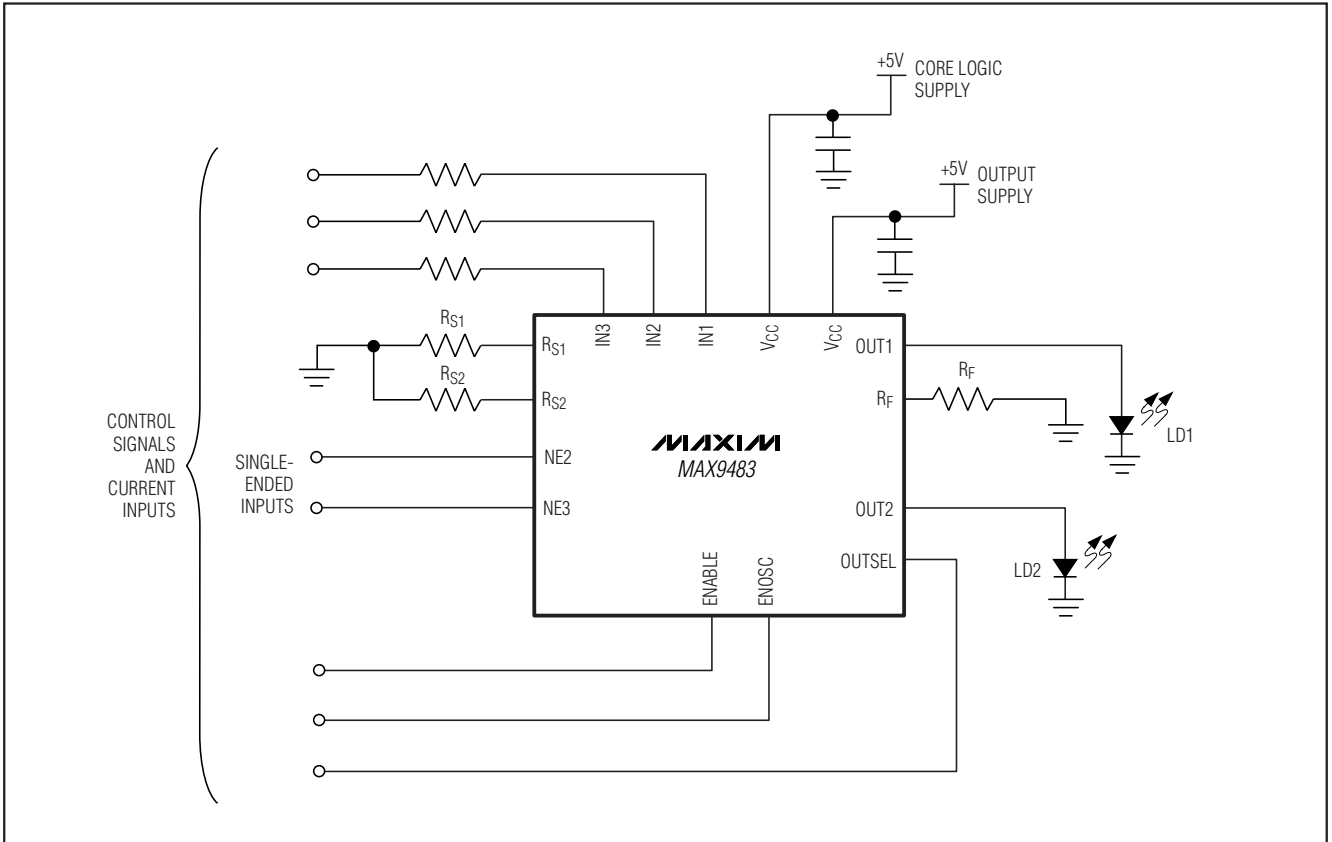 +5V
CORE LOGIC
SUPPLY
+5V
OUTPUT
SUPPLY
CONTROL
SIGNALS
AND
CURRENT
INPUTS
SINGLE-
ENDED
INPUTS
RS1
RS2
RS1
RS2
NE2
NE3
IN3
IN2
IN1
VCC
VCC
OUT1
RF
OUT2
OUTSEL
MAXIM
MAX9483
ENABLE
ENOSC
RF
LD1
LD2